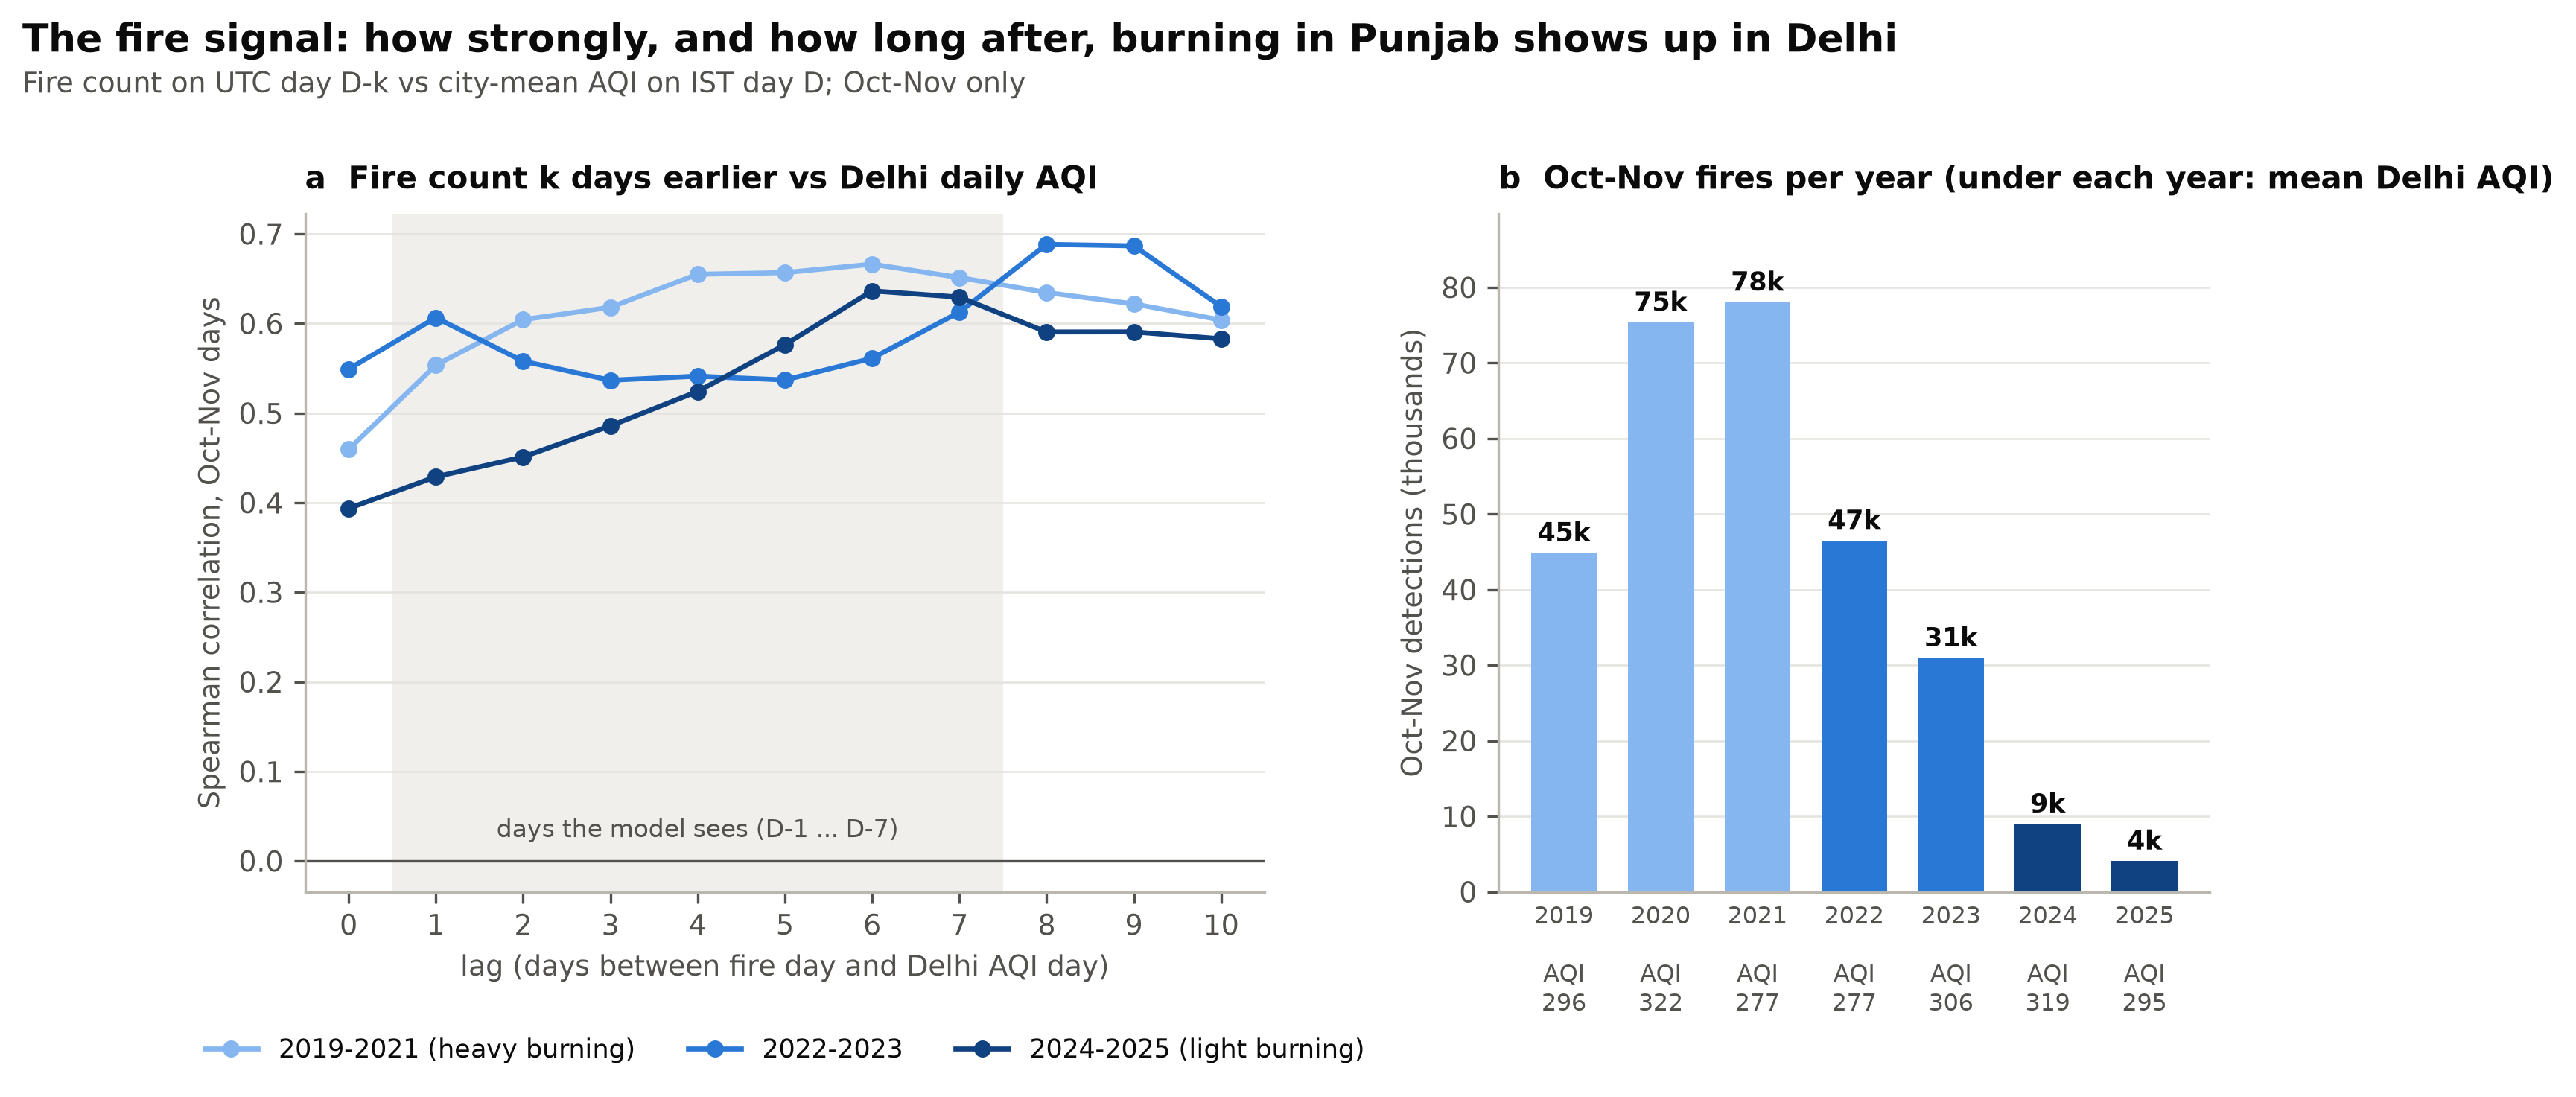 The fire signal: how strongly, and how long after, burning in Punjab shows up in Delhi
Fire count on UTC day D-k vs city-mean AQI on IST day D; Oct-Nov only
a Fire count k days earlier vs Delhi daily AQI
Spearman correlation, Oct-Nov days
0.7
0.6
0.5
0.4
0.3
0.2
0.1
0.0
days the model sees (D-1 ... D-7)
0 1 2 3 4 5 6 7 8 9 10
lag (days between fire day and Delhi AQI day)
2019-2021 (heavy burning) 2022-2023 2024-2025 (light burning)
b Oct-Nov fires per year (under each year: mean Delhi AQI)
Oct-Nov detections (thousands)
80
70
60
50
40
30
20
10
0
45k 75k 78k 47k 31k 9k 4k
2019 2020 2021 2022 2023 2024 2025
AQI AQI AQI AQI AQI AQI AQI
296 322 277 277 306 319 295